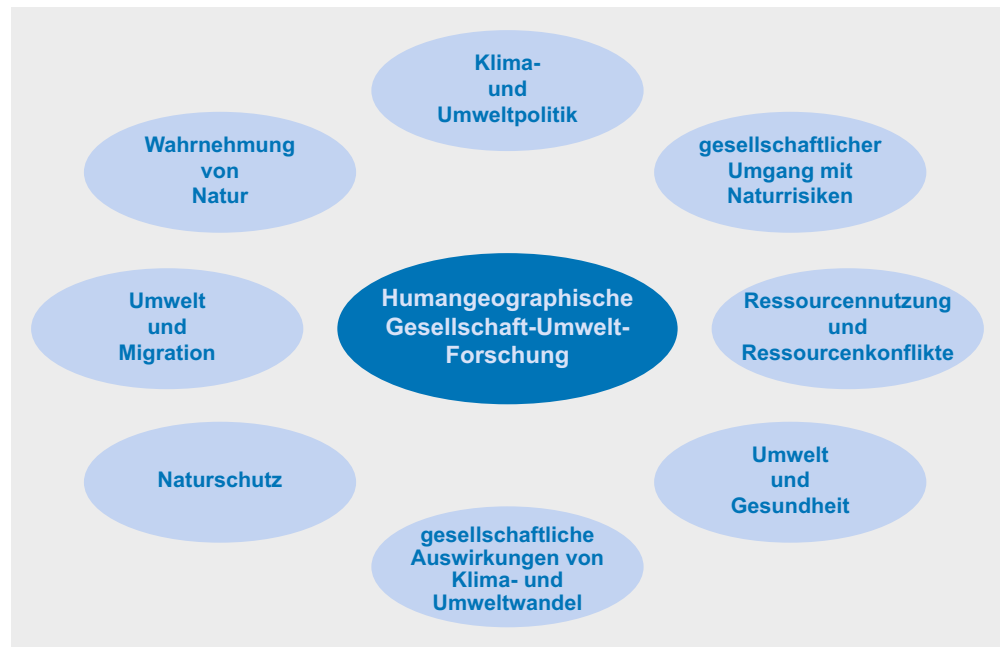 Klima-
und
Umweltpolitik
Wahrnehmung
von
Natur
gesellschaftlicher
Umgang mit
Naturrisiken
Umwelt
und
Migration
Humangeographische
Gesellschaft-Umwelt-
Forschung
Ressourcennutzung
und
Ressourcenkonflikte
Naturschutz
Umwelt
und
Gesundheit
gesellschaftliche
Auswirkungen von
Klima- und
Umweltwandel